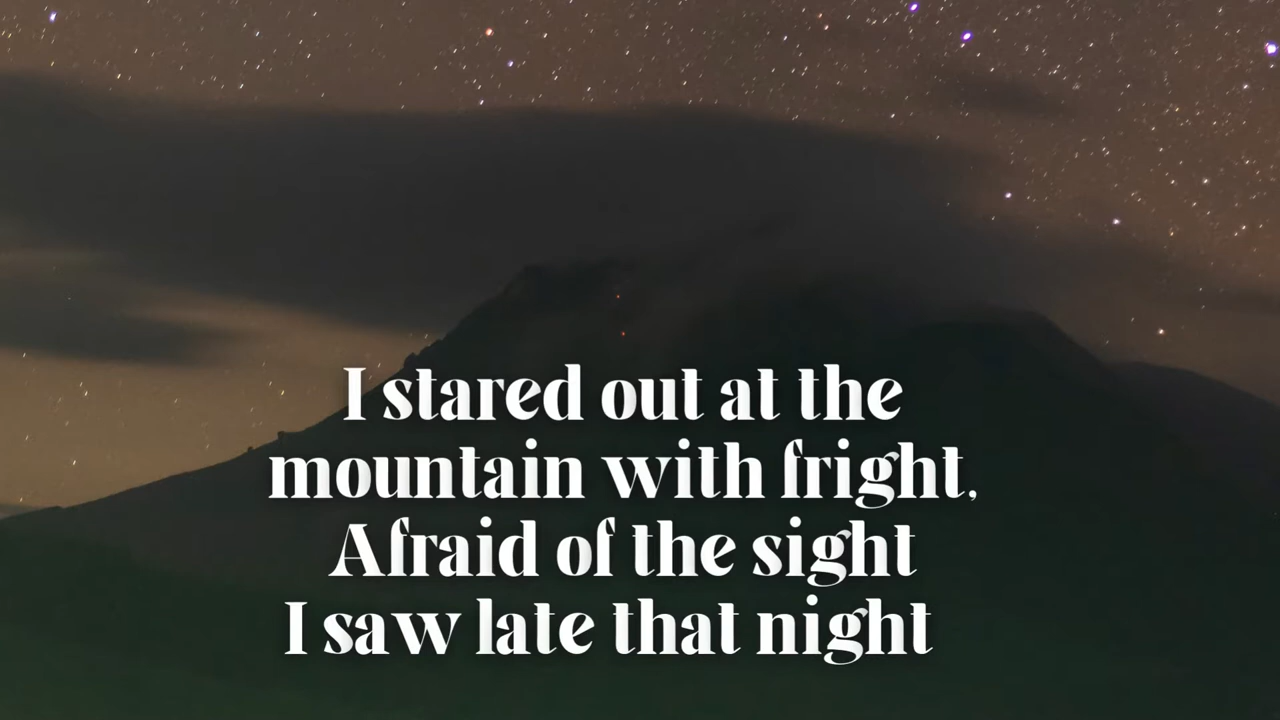 I stared out at the
mountain with fright,
Afraid of the sight
I saw late that night